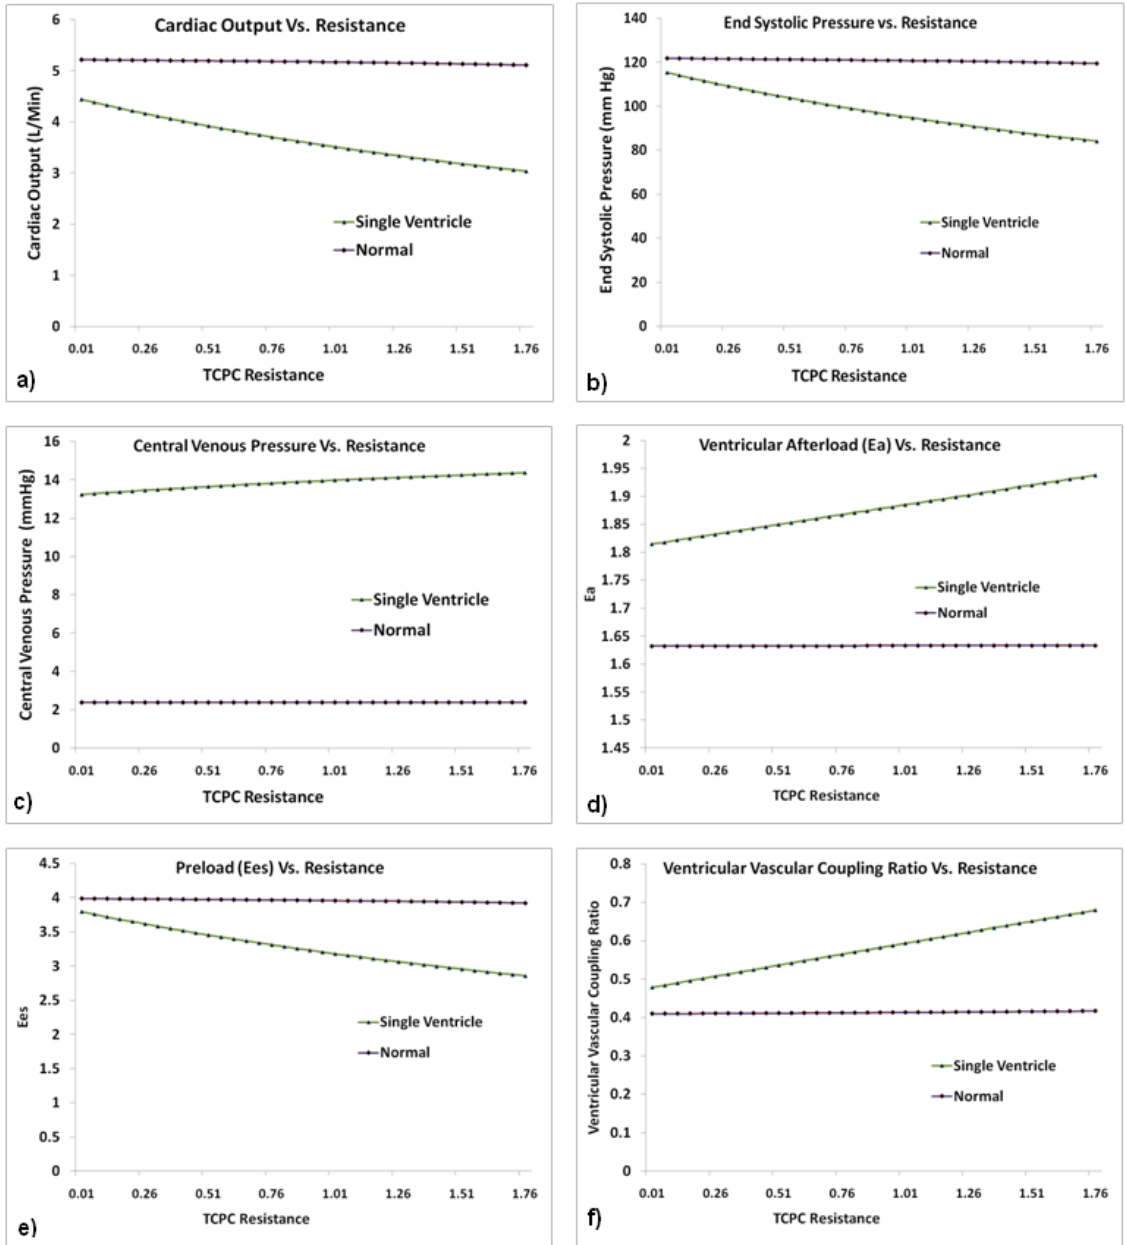 Cardiac Output Vs. Resistance
6
5
4
3
2
1
0
Cardiac Output (L/Min)
Single Ventricle
Normal
0.01 0.26 0.51 0.76 1.01 1.26 1.51 1.76
TCPC Resistance
a)
End Systolic Pressure vs. Resistance
140
120
100
80
60
40
20
0
End Systolic Pressure (mm Hg)
Single Ventricle
Normal
0.01 0.26 0.51 0.76 1.01 1.26 1.51 1.76
TCPC Resistance
b)
Central Venous Pressure Vs. Resistance
16
14
12
10
8
6
4
2
0
Central Venous Pressure (mmHg)
Single Ventricle
Normal
0.01 0.26 0.51 0.76 1.01 1.26 1.51 1.76
TCPC Resistance
c)
Ventricular Afterload (Ea) Vs. Resistance
2
1.95
1.9
1.85
1.8
1.75
1.7
1.65
1.6
1.55
1.5
1.45
Ea
Single Ventricle
Normal
0.01 0.26 0.51 0.76 1.01 1.26 1.51 1.76
TCPC Resistance
d)
Preload (Ees) Vs. Resistance
4.5
4
3.5
3
2.5
2
1.5
1
0.5
0
Ees
Single Ventricle
Normal
0.01 0.26 0.51 0.76 1.01 1.26 1.51 1.76
TCPC Resistance
e)
Ventricular Vascular Coupling Ratio Vs. Resistance
0.8
0.7
0.6
0.5
0.4
0.3
0.2
0.1
0
Ventricular Vascular Coupling Ratio
Single Ventricle
Normal
0.01 0.26 0.51 0.76 1.01 1.26 1.51 1.76
TCPC Resistance
f)